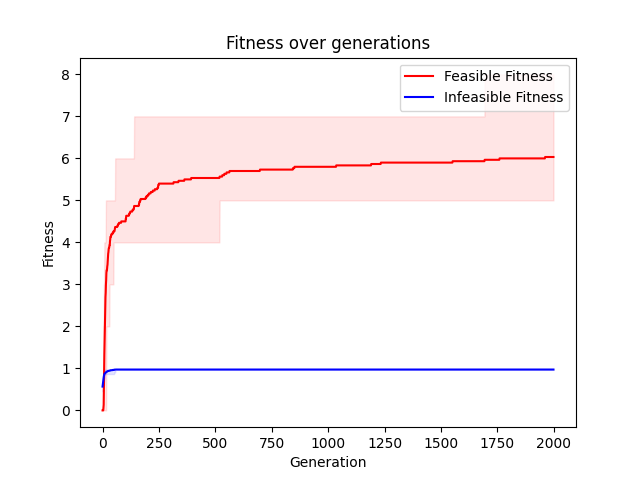 Fitness over generations
Feasible Fitness
Infeasible Fitness
8
7
6
5
4
3
2
1
0
Fitness
0 250 500 750 1000 1250 1500 1750 2000
Generation